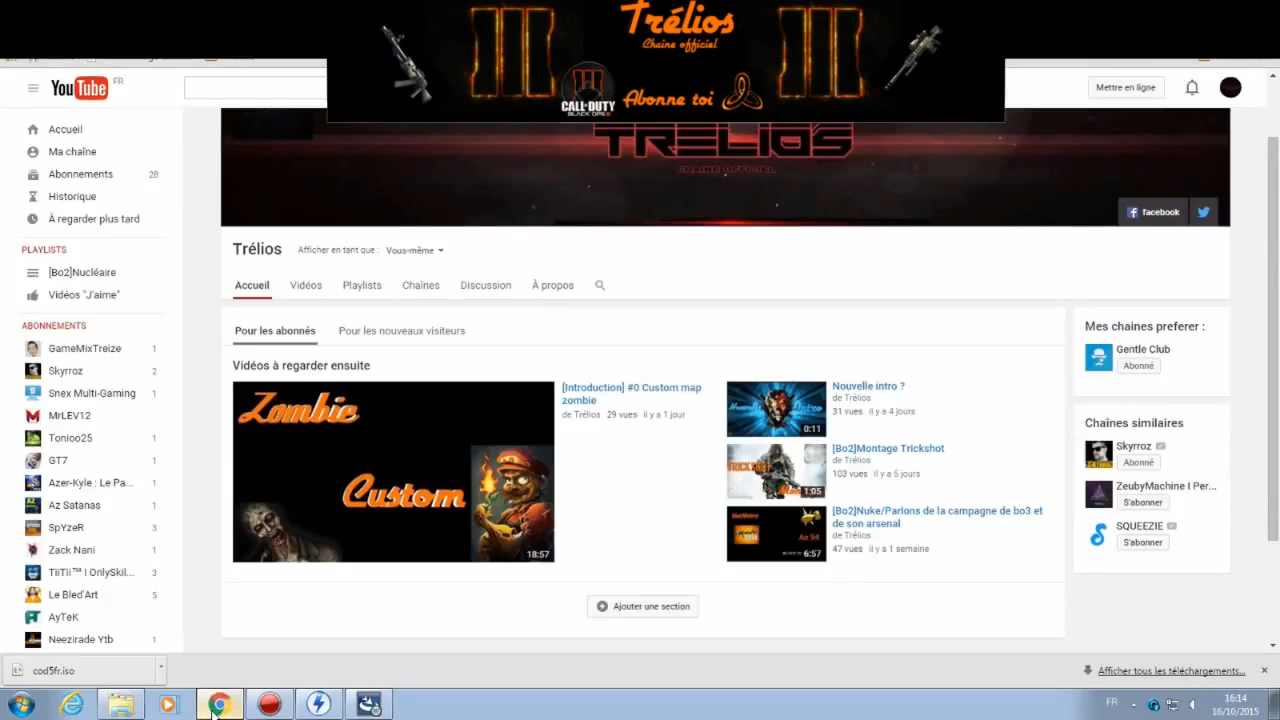 Trélios
Chaine officiel
CALL OF DUTY
BLACK OPS III
Abonne toi
YouTube FR
Mettre en ligne
TRELIOS
CHAINE OFFICIEL
facebook
Accueil
Ma chaîne
Abonnements 28
Historique
À regarder plus tard
PLAYLISTS
[Bo2]Nucléaire
Vidéos "J'aime"
ABONNEMENTS
GameMixTreize 1
Skyrroz 2
Snex Multi-Gaming 1
MrLEV12
Tonioo25 1
GT7 1
Azer-Kyle : Le Pa... 1
Az Satanas 1
SpYzeR 3
Zack Nani 1
TiiTii™ I OnlySkil... 3
Le Bled'Art 5
AyTeK
Neezirade Ytb 1
Trélios Afficher en tant que : Vous-même
Accueil Vidéos Playlists Chaînes Discussion À propos
Pour les abonnés Pour les nouveaux visiteurs
Vidéos à regarder ensuite
Zombie
Custom
18:57
[Introduction] #0 Custom map
zombie
de Trélios 29 vues il y a 1 jour
Nouvelle Intro
0:11
Nouvelle intro ?
de Trélios
31 vues il y a 4 jours
1:05
[Bo2]Montage Trickshot
de Trélios
103 vues il y a 5 jours
An 94
6:57
[Bo2]Nuke/Parlons de la campagne de bo3 et
de son arsenal
de Trélios
47 vues il y a 1 semaine
Ajouter une section
Mes chaines preferer :
Gentle Club
Abonné
Chaînes similaires
Skyrroz
Abonné
ZeubyMachine I Per...
S'abonner
SQUEEZIE
S'abonner
cod5fr.iso
Afficher tous les téléchargements...
FR
16:14
16/10/2015